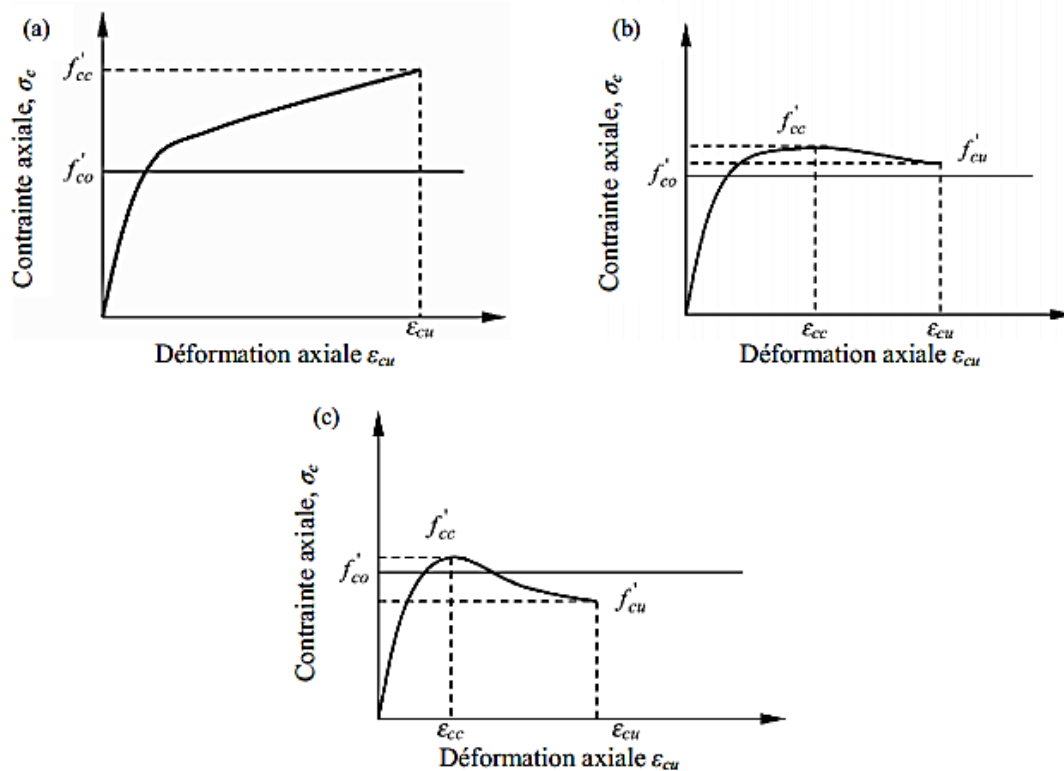 (a)
Contrainte axiale, σc
f'cc
f'co
εcu
Déformation axiale εcu
(b)
Contrainte axiale, σc
f'cc
f'cu
f'co
εcc
εcu
Déformation axiale εcu
(c)
Contrainte axiale, σc
f'cc
f'co
f'cu
εcc
εcu
Déformation axiale εcu